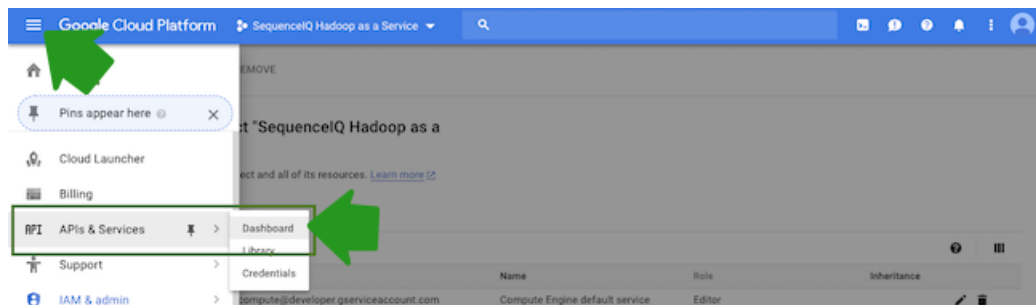 Google Cloud Platform SequenceIQ Hadoop as a Service
EMOVE
Pins appear here
ct "SequenceIQ Hadoop as a
Cloud Launcher
ect and all of its resources. Learn more
Billing
API APIs & Services Dashboard
Library
Support Credentials
Name Role Inheritance
IAM & admin compute@developer.gserviceaccount.com Compute Engine default service Editor